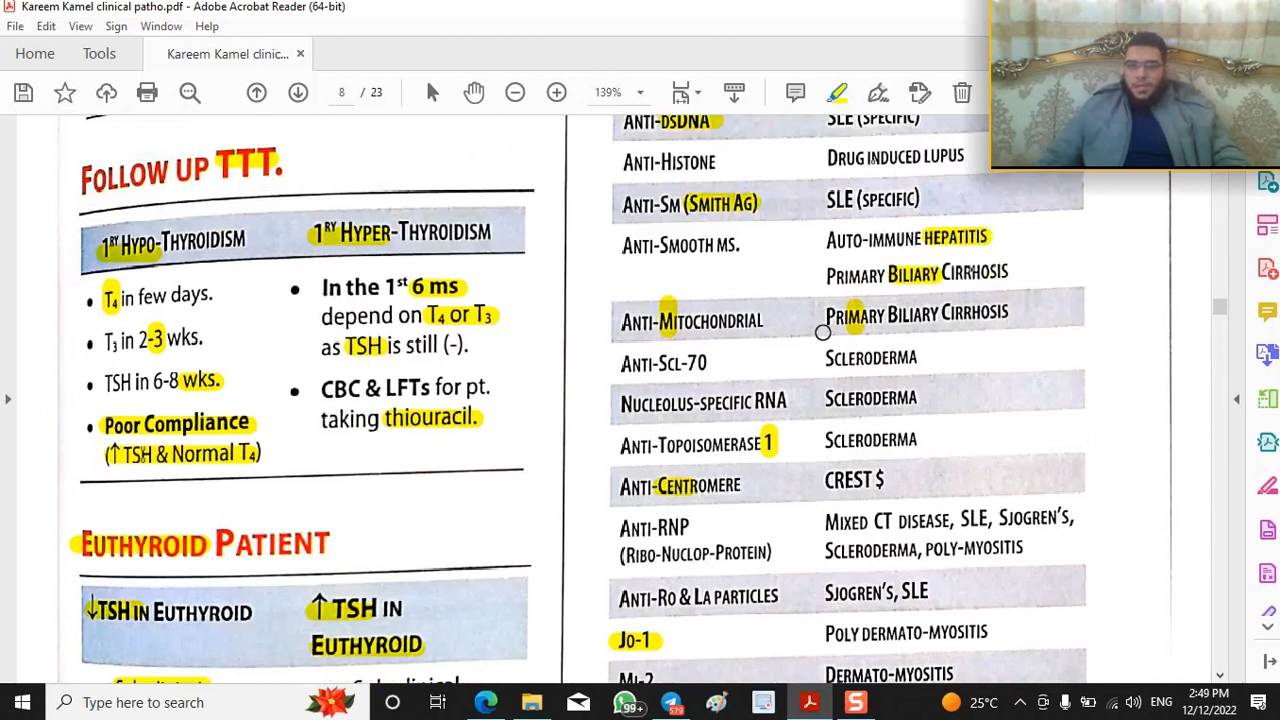 Kareem Kamel clinical patho.pdf - Adobe Acrobat Reader (64-bit)
File Edit View Sign Window Help
Home Tools Kareem Kamel clinic... ×
8 / 23 139%
FOLLOW UP TTT.
1RY HYPO-THYROIDISM 1RY HYPER-THYROIDISM
• T4 in few days.
• T3 in 2-3 wks.
• TSH in 6-8 wks.
• Poor Compliance
(↑TSH & Normal T4)
• In the 1st 6 ms
depend on T4 or T3
as TSH is still (-).
• CBC & LFTs for pt.
taking thiouracil.
EUTHYROID PATIENT
↓TSH IN EUTHYROID
↑TSH IN
EUTHYROID
ANTI-DSDNA SLE (SPECIFIC)
ANTI-HISTONE DRUG INDUCED LUPUS
ANTI-SM (SMITH AG) SLE (SPECIFIC)
ANTI-SMOOTH MS. AUTO-IMMUNE HEPATITIS
PRIMARY BILIARY CIRRHOSIS
ANTI-MITOCHONDRIAL PRIMARY BILIARY CIRRHOSIS
ANTI-SCL-70 SCLERODERMA
NUCLEOLUS-SPECIFIC RNA SCLERODERMA
ANTI-TOPOISOMERASE 1 SCLERODERMA
ANTI-CENTROMERE CREST $
ANTI-RNP MIXED CT DISEASE, SLE, SJOGREN'S,
(RIBO-NUCLOP-PROTEIN) SCLERODERMA, POLY-MYOSITIS
ANTI-RO & LA PARTICLES SJOGREN'S, SLE
JO-1 POLY DERMATO-MYOSITIS
MI-2 DERMATO-MYOSITIS
Type here to search
99+
579
25°C
ENG
2:49 PM
12/12/2022